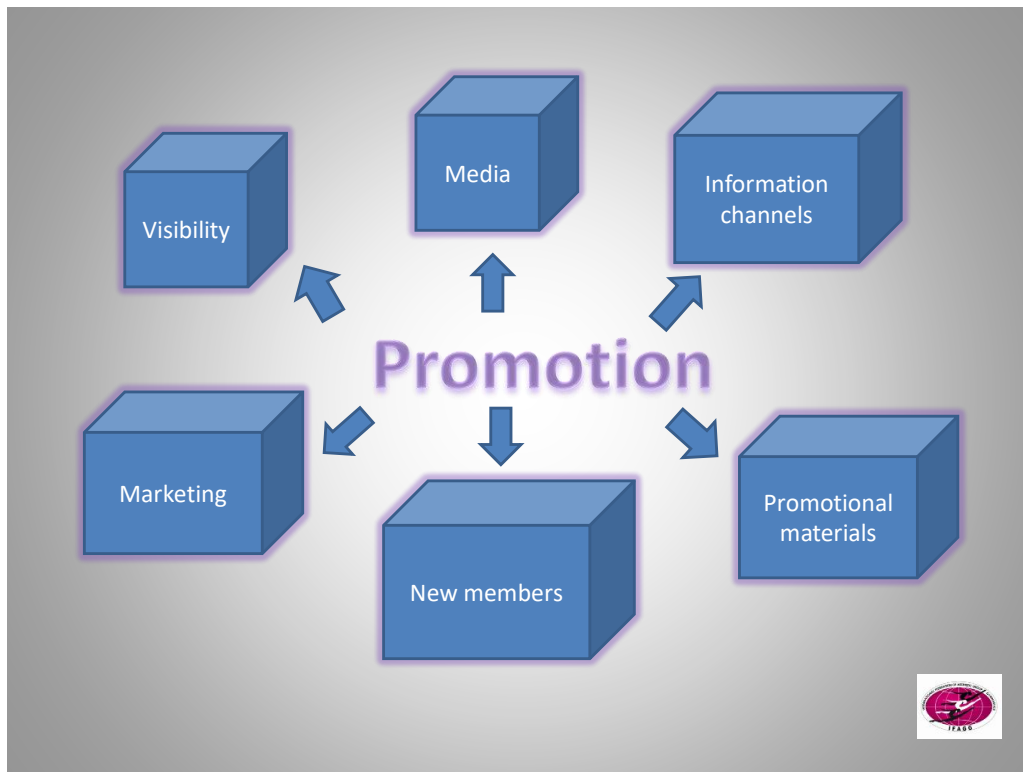 Media
Information
channels
Visibility
Promotion
Marketing
Promotional
materials
New members
IFAGG